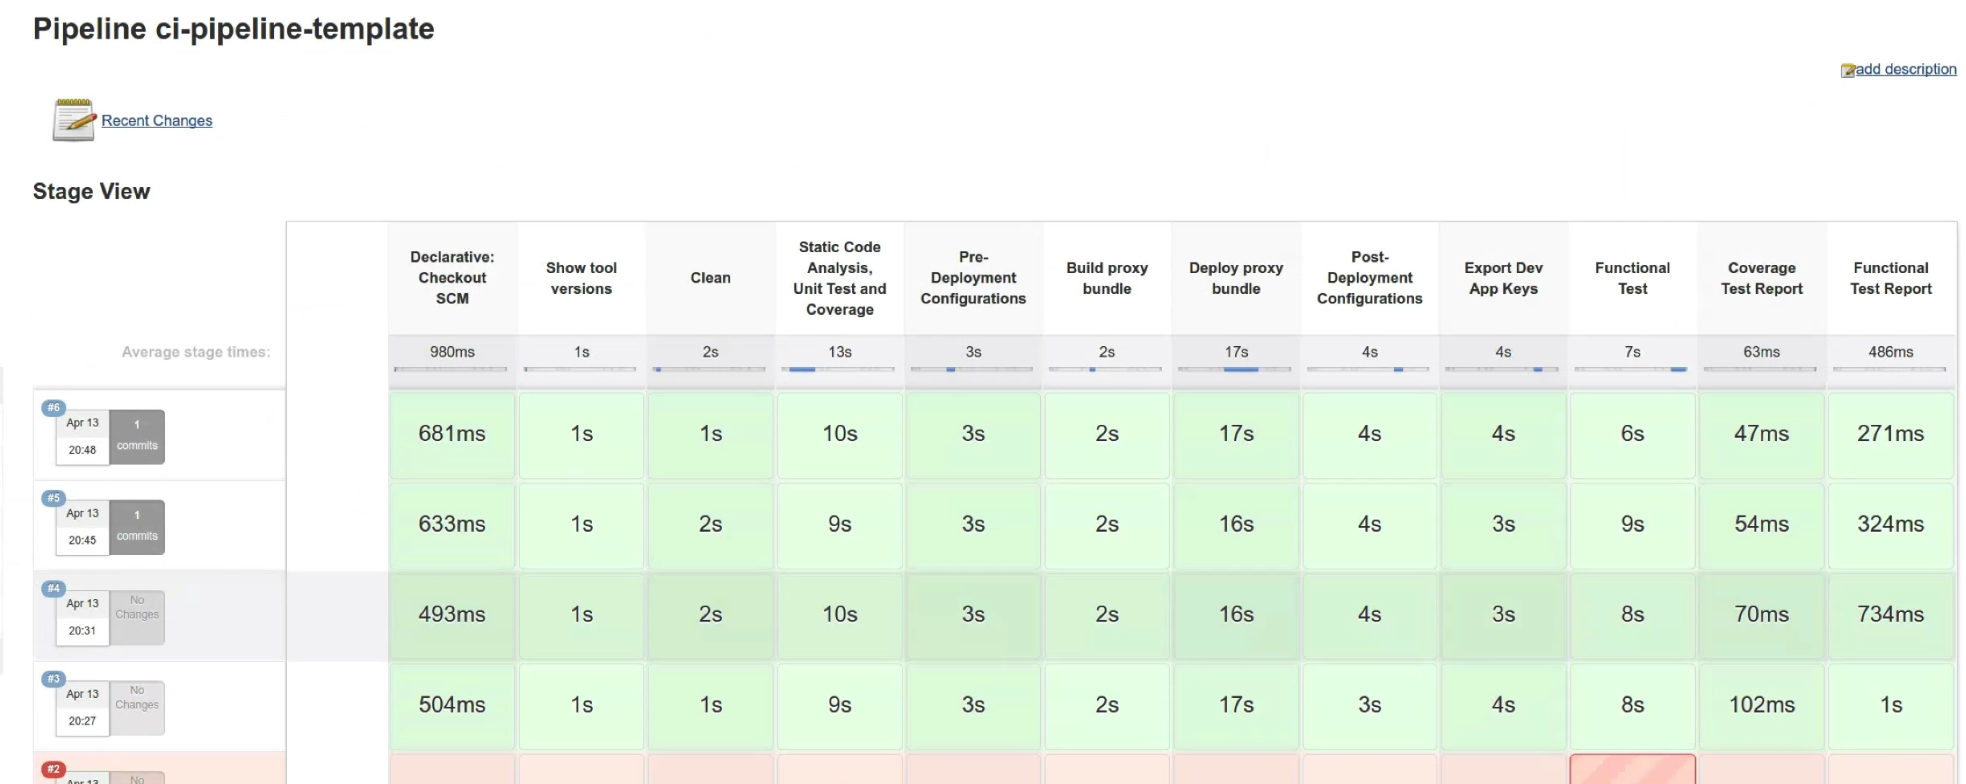 Pipeline ci-pipeline-template
add description
Recent Changes
Stage View
Declarative:
Checkout
SCM
Show tool
versions
Clean
Static Code
Analysis,
Unit Test and
Coverage
Pre-
Deployment
Configurations
Build proxy
bundle
Deploy proxy
bundle
Post-
Deployment
Configurations
Export Dev
App Keys
Functional
Test
Coverage
Test Report
Functional
Test Report
Average stage times: 980ms 1s 2s 13s 3s 2s 17s 4s 4s 7s 63ms 486ms
#6
Apr 13
20:48
1
commits
681ms 1s 1s 10s 3s 2s 17s 4s 4s 6s 47ms 271ms
#5
Apr 13
20:45
1
commits
633ms 1s 2s 9s 3s 2s 16s 4s 3s 9s 54ms 324ms
#4
Apr 13
20:31
No
Changes
493ms 1s 2s 10s 3s 2s 16s 4s 3s 8s 70ms 734ms
#3
Apr 13
20:27
No
Changes
504ms 1s 1s 9s 3s 2s 17s 3s 4s 8s 102ms 1s
#2
Apr 13
No